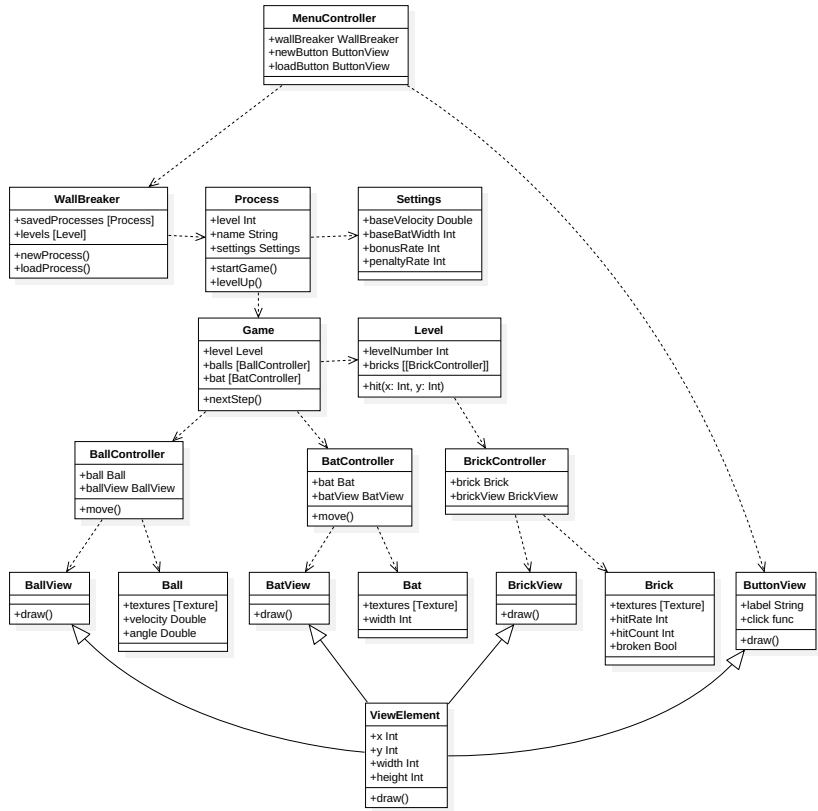 MenuController
+wallBreaker WallBreaker
+newButton ButtonView
+loadButton ButtonView
WallBreaker
+savedProcesses [Process]
+levels [Level]
+newProcess()
+loadProcess()
Process
+level Int
+name String
+settings Settings
+startGame()
+levelUp()
Settings
+baseVelocity Double
+baseBatWidth Int
+bonusRate Int
+penaltyRate Int
Game
+level Level
+balls [BallController]
+bat [BatController]
+nextStep()
Level
+levelNumber Int
+bricks [[BrickController]]
+hit(x: Int, y: Int)
BallController
+ball Ball
+ballView BallView
+move()
BatController
+bat Bat
+batView BatView
+move()
BrickController
+brick Brick
+brickView BrickView
BallView
+draw()
Ball
+textures [Texture]
+velocity Double
+angle Double
BatView
+draw()
Bat
+textures [Texture]
+width Int
BrickView
+draw()
Brick
+textures [Texture]
+hitRate Int
+hitCount Int
+broken Bool
ButtonView
+label String
+click func
+draw()
ViewElement
+x Int
+y Int
+width Int
+height Int
+draw()